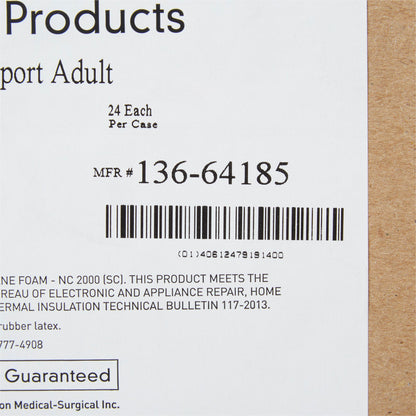 Products
port Adult
24 Each
Per Case
MFR # 136-64185
(01)40612479191400
NE FOAM - NC 2000 (SC). THIS PRODUCT MEETS THE
REAU OF ELECTRONIC AND APPLIANCE REPAIR, HOME
ERMAL INSULATION TECHNICAL BULLETIN 117-2013.
rubber latex.
777-4908
Guaranteed
on Medical-Surgical Inc.